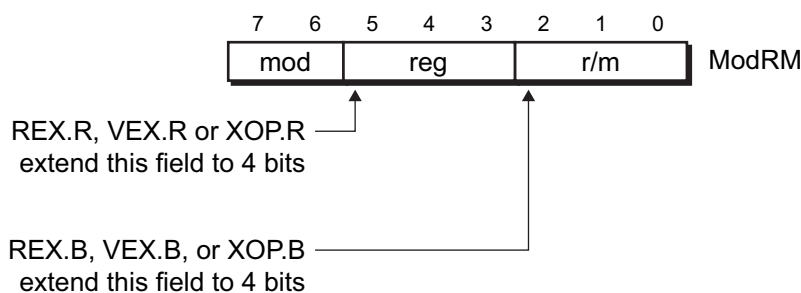 7 6 5 4 3 2 1 0
mod reg r/m ModRM
REX.R, VEX.R or XOP.R
extend this field to 4 bits
REX.B, VEX.B, or XOP.B
extend this field to 4 bits